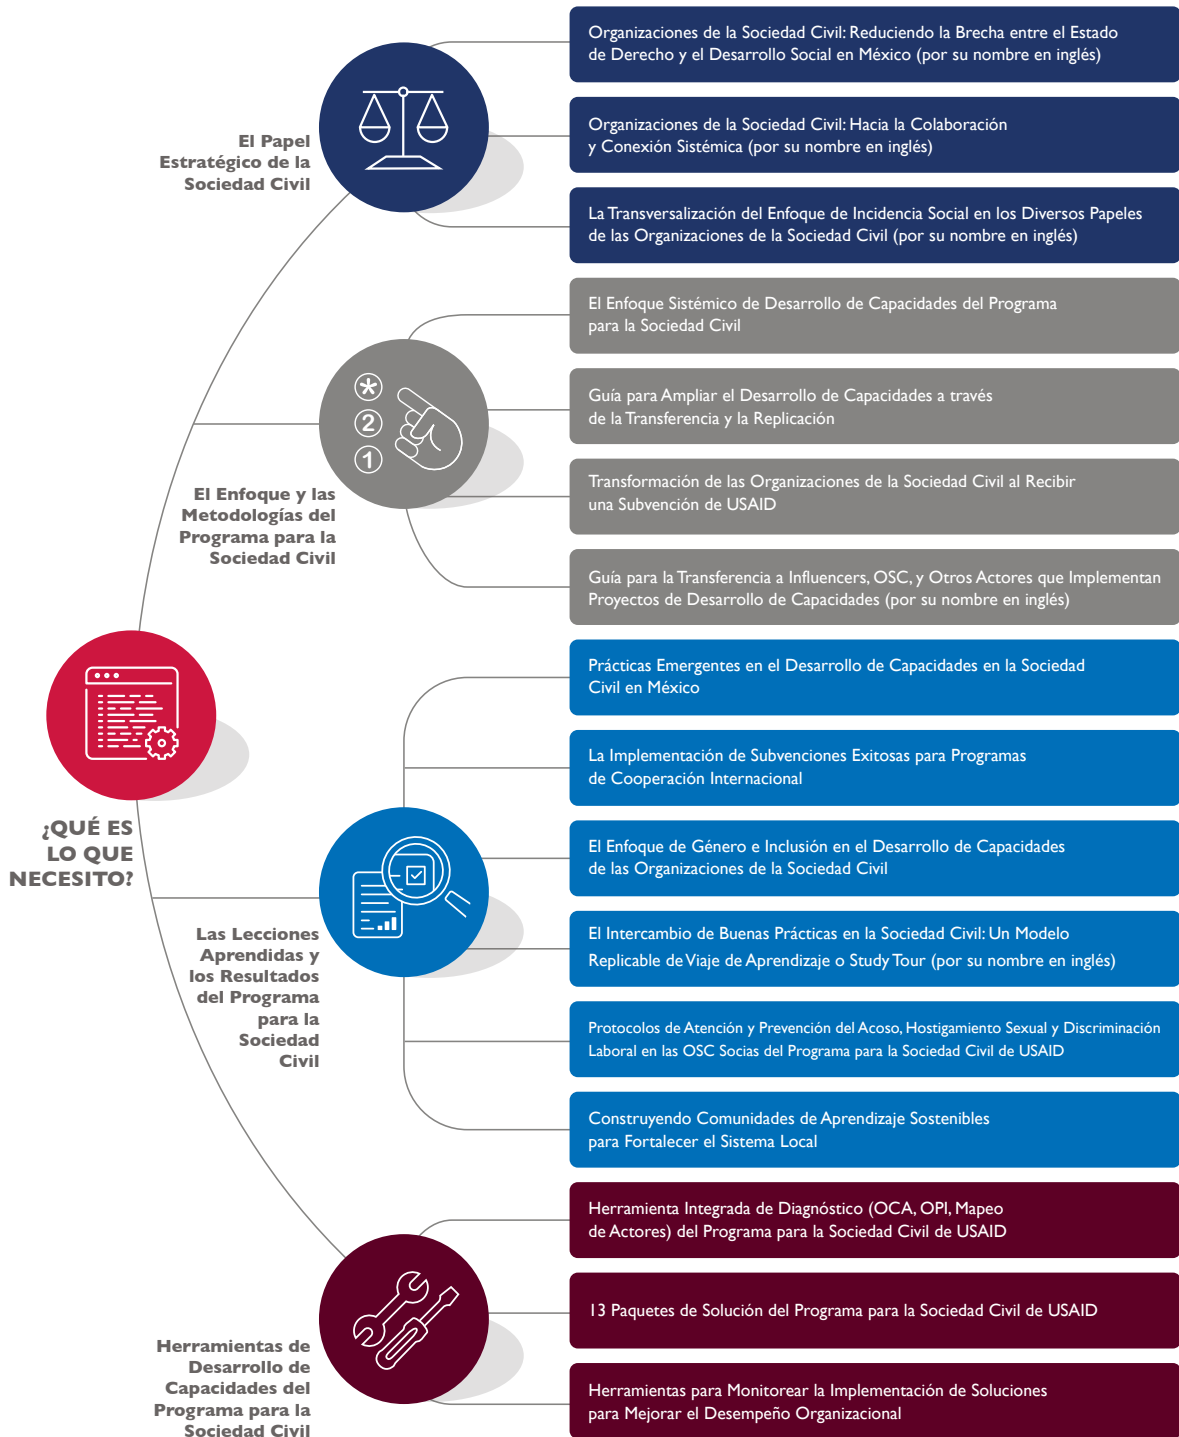 ¿QUÉ ES
LO QUE
NECESITO?
El Papel
Estratégico de la
Sociedad Civil
Organizaciones de la Sociedad Civil: Reduciendo la Brecha entre el Estado
de Derecho y el Desarrollo Social en México (por su nombre en inglés)
Organizaciones de la Sociedad Civil: Hacia la Colaboración
y Conexión Sistémica (por su nombre en inglés)
La Transversalización del Enfoque de Incidencia Social en los Diversos Papeles
de las Organizaciones de la Sociedad Civil (por su nombre en inglés)
*
2
1
El Enfoque y las
Metodologías del
Programa para la
Sociedad Civil
El Enfoque Sistémico de Desarrollo de Capacidades del Programa
para la Sociedad Civil
Guía para Ampliar el Desarrollo de Capacidades a través
de la Transferencia y la Replicación
Transformación de las Organizaciones de la Sociedad Civil al Recibir
una Subvención de USAID
Guía para la Transferencia a Influencers, OSC, y Otros Actores que Implementan
Proyectos de Desarrollo de Capacidades (por su nombre en inglés)
Las Lecciones
Aprendidas y
los Resultados
del Programa
para la
Sociedad
Civil
Prácticas Emergentes en el Desarrollo de Capacidades en la Sociedad
Civil en México
La Implementación de Subvenciones Exitosas para Programas
de Cooperación Internacional
El Enfoque de Género e Inclusión en el Desarrollo de Capacidades
de las Organizaciones de la Sociedad Civil
El Intercambio de Buenas Prácticas en la Sociedad Civil: Un Modelo
Replicable de Viaje de Aprendizaje o Study Tour (por su nombre en inglés)
Protocolos de Atención y Prevención del Acoso, Hostigamiento Sexual y Discriminación
Laboral en las OSC Socias del Programa para la Sociedad Civil de USAID
Construyendo Comunidades de Aprendizaje Sostenibles
para Fortalecer el Sistema Local
Herramientas de
Desarrollo de
Capacidades del
Programa para la
Sociedad Civil
Herramienta Integrada de Diagnóstico (OCA, OPI, Mapeo
de Actores) del Programa para la Sociedad Civil de USAID
13 Paquetes de Solución del Programa para la Sociedad Civil de USAID
Herramientas para Monitorear la Implementación de Soluciones
para Mejorar el Desempeño Organizacional